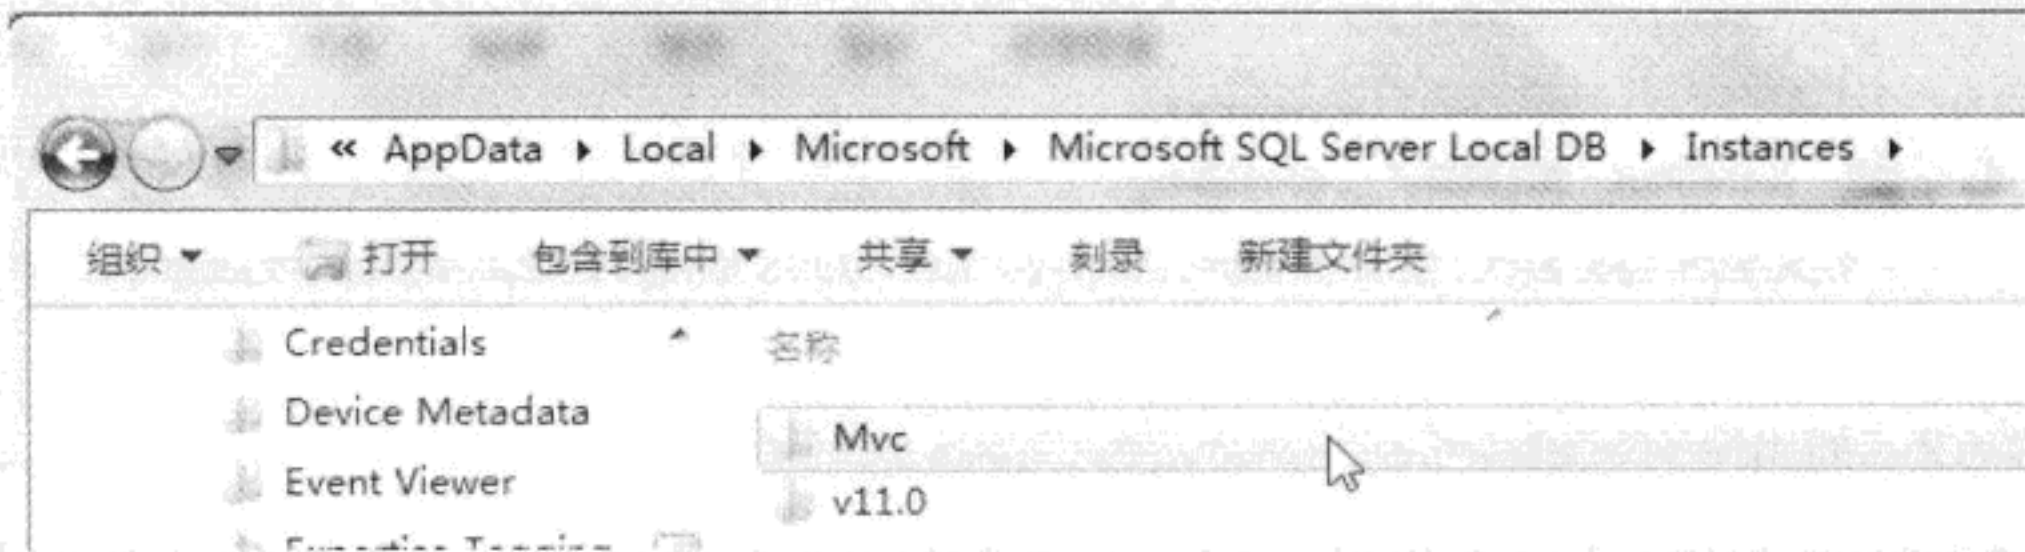 « AppData ▸ Local ▸ Microsoft ▸ Microsoft SQL Server Local DB ▸ Instances ▸
组织 打开 包含到库中 共享 刻录 新建文件夹
Credentials
Device Metadata
Event Viewer
名称
Mvc
v11.0